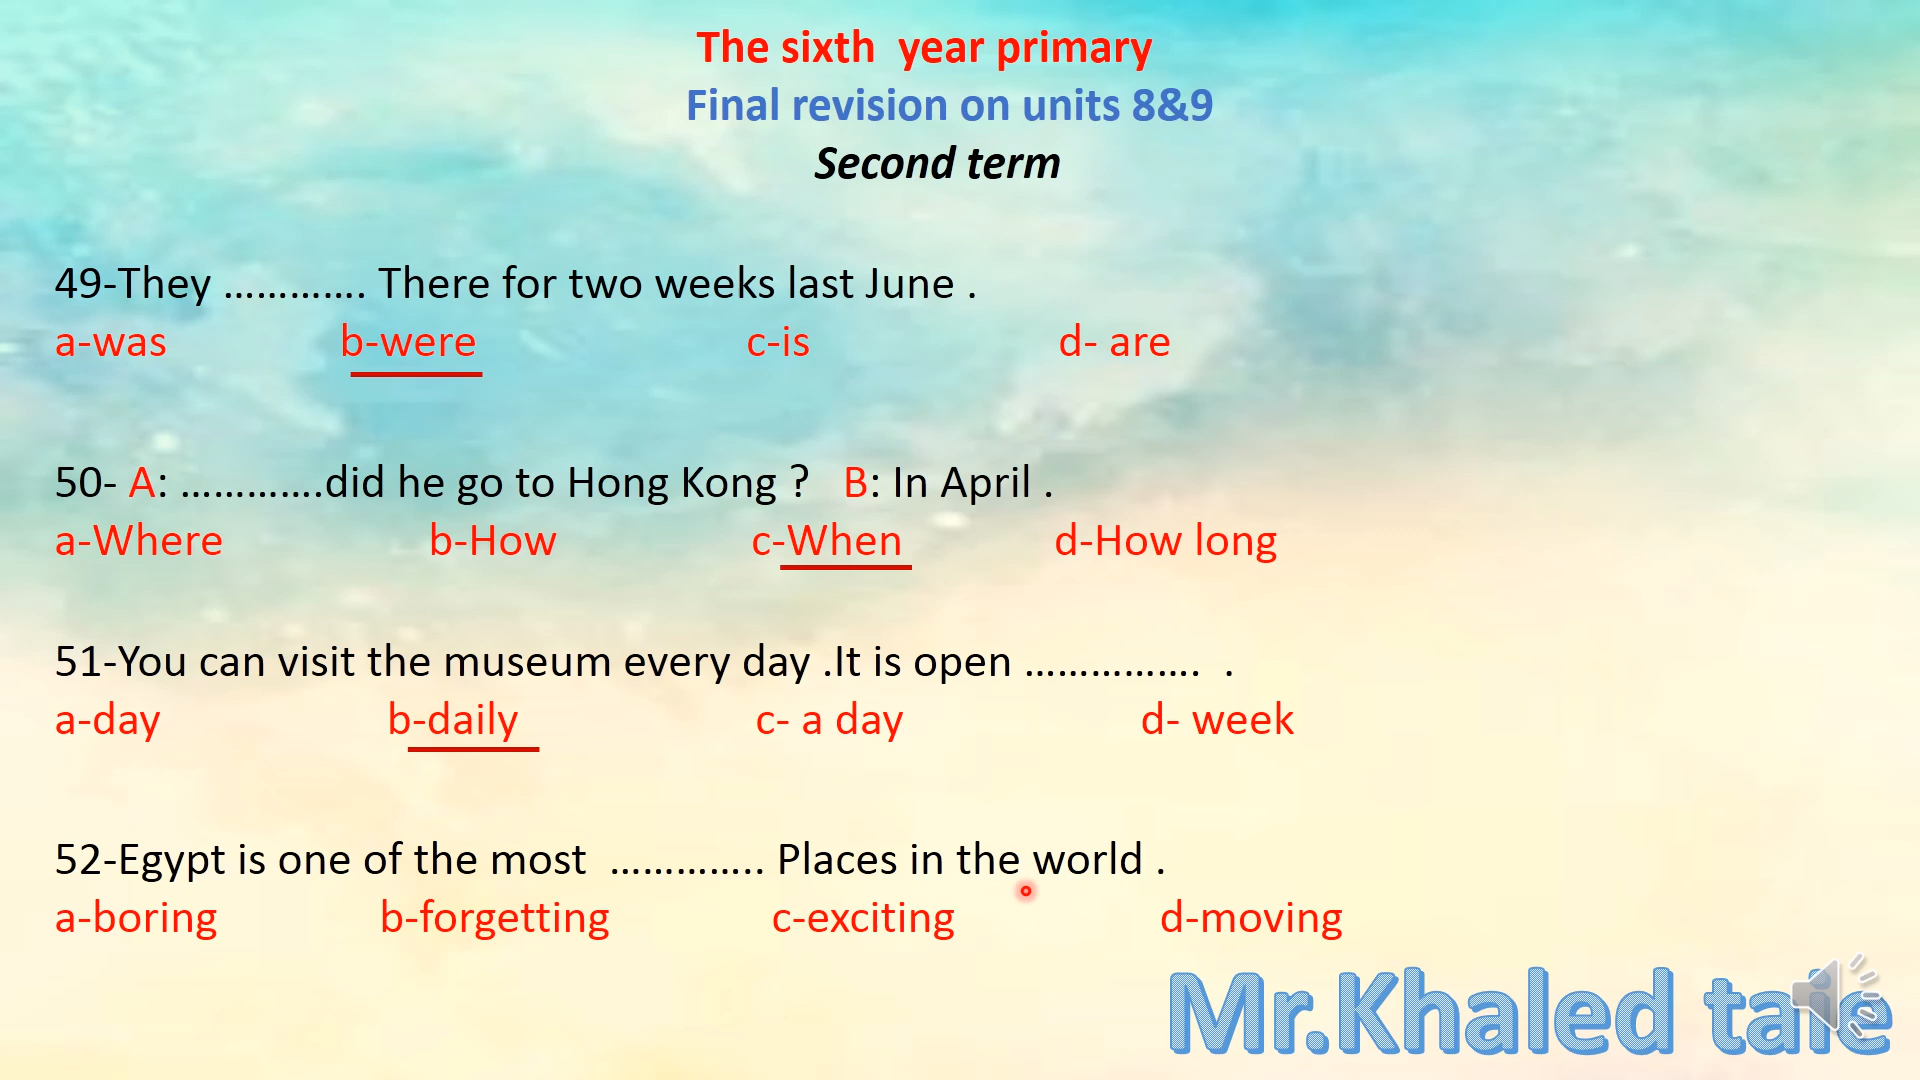 The sixth  year primary
Final revision on units 8&9
Second term
49-They …………. There for two weeks last June .
a-was b-were c-is d- are
50- A: ………….did he go to Hong Kong ? B: In April .
a-Where b-How c-When d-How long
51-You can visit the museum every day .It is open ……………. .
a-day b-daily c- a day d- week
52-Egypt is one of the most ………….. Places in the world .
a-boring b-forgetting c-exciting d-moving
Mr.Khaled